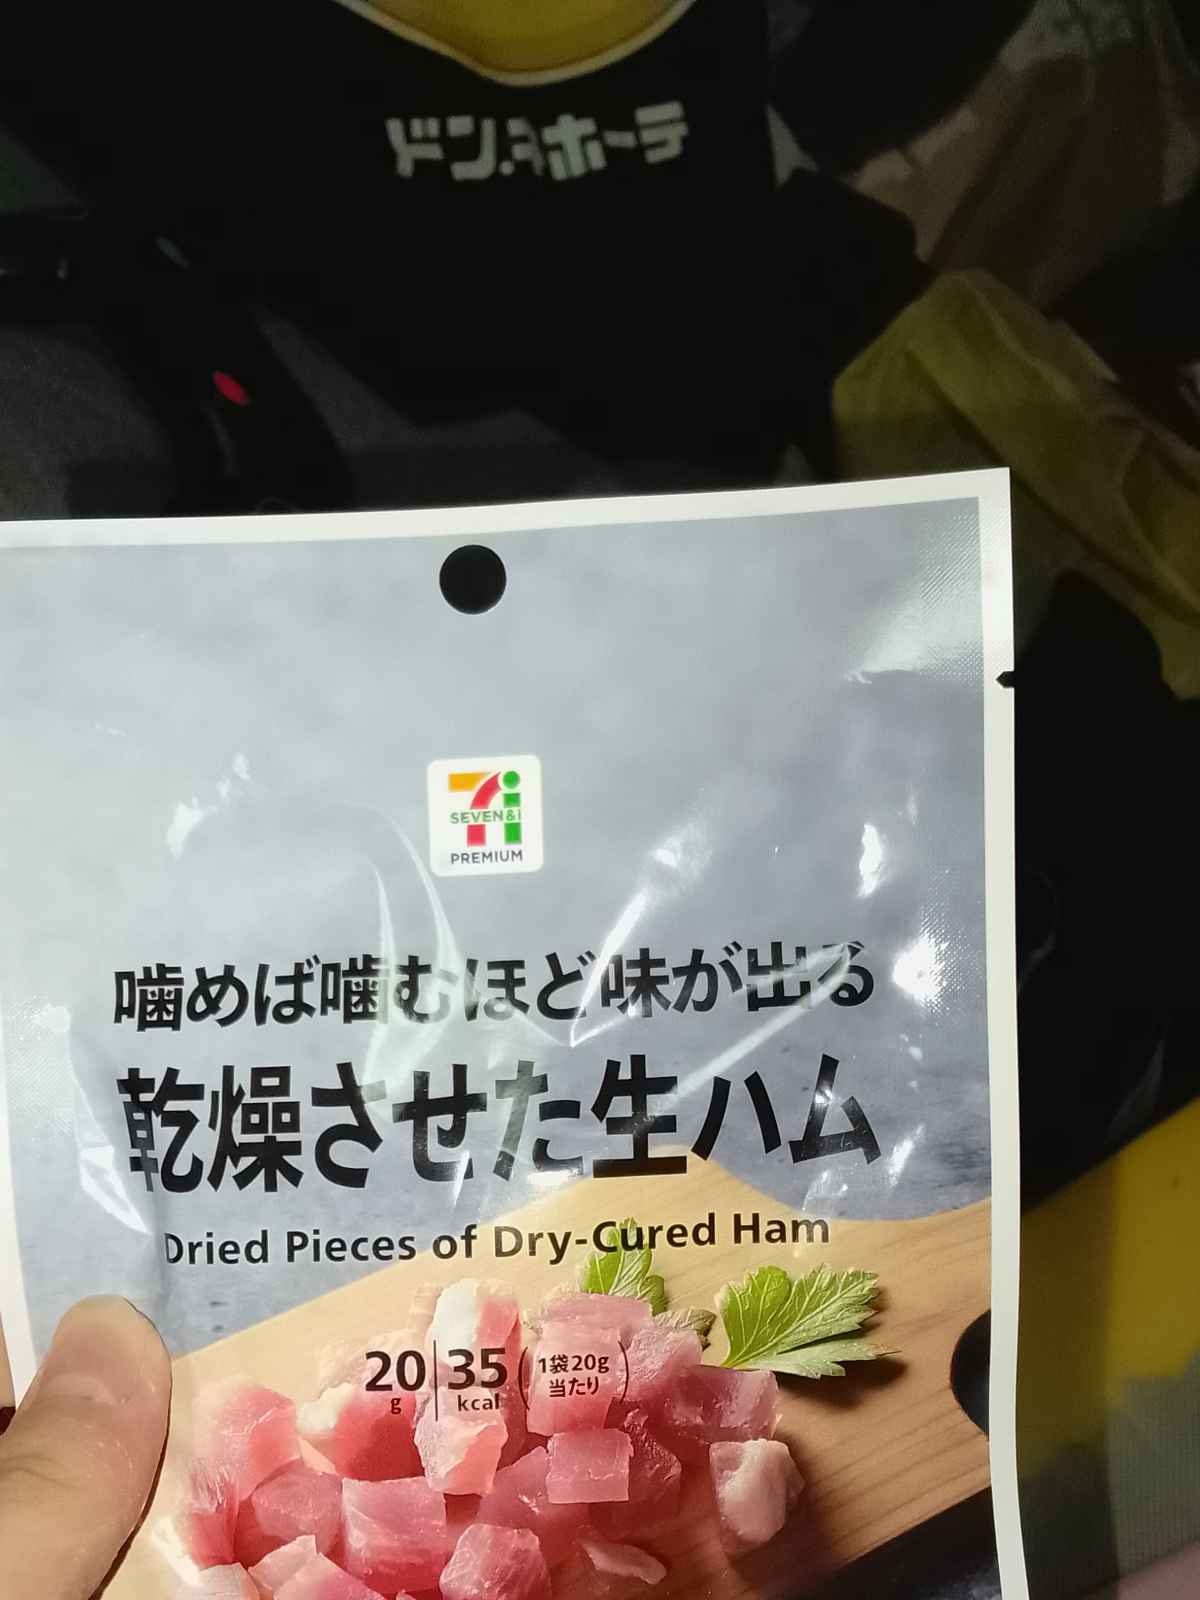 ドン.キホーテ
SEVEN&i
PREMIUM
噛めば噛むほど味が出る
乾燥させた生ハム
Dried Pieces of Dry-Cured Ham
20g 35kcal (1袋20g当たり)